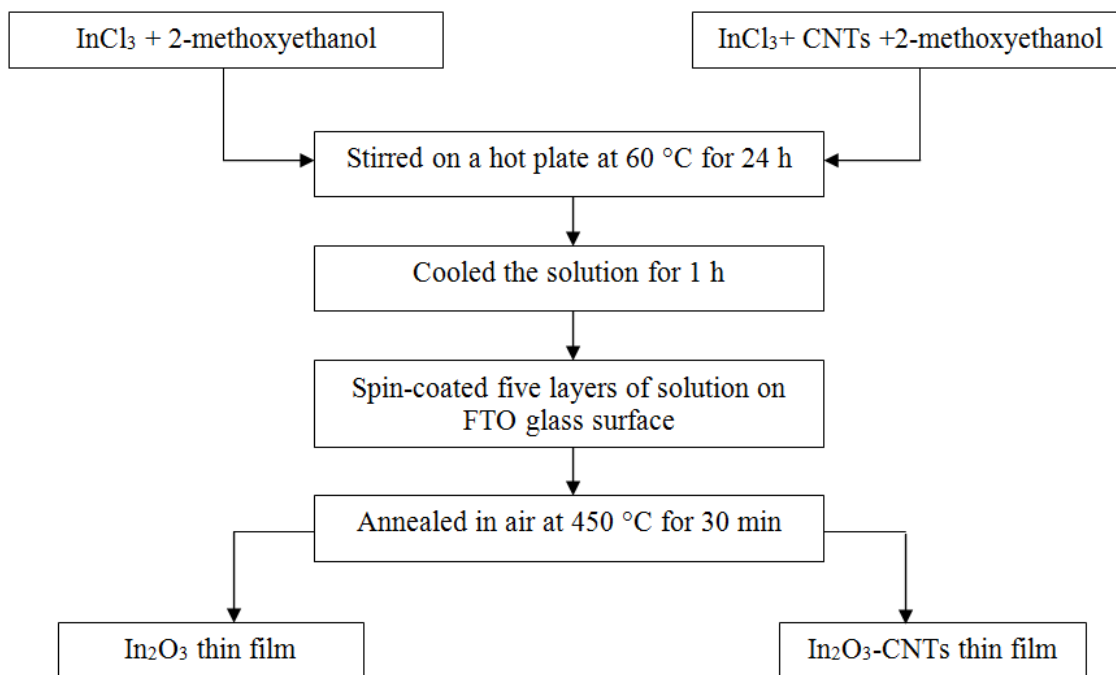 InCl₃ + 2-methoxyethanol
InCl₃+ CNTs +2-methoxyethanol
Stirred on a hot plate at 60 °C for 24 h
Cooled the solution for 1 h
Spin-coated five layers of solution on
FTO glass surface
Annealed in air at 450 °C for 30 min
In₂O₃ thin film
In₂O₃-CNTs thin film